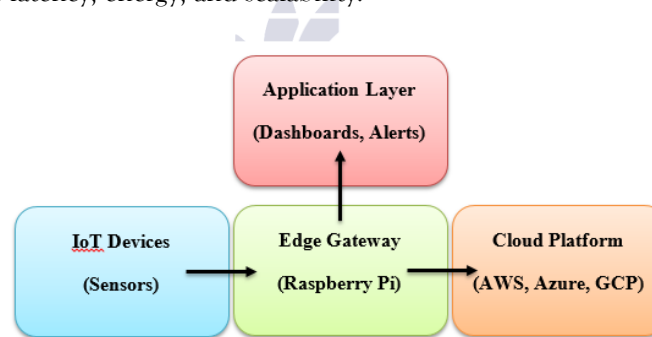 latency, energy, and scalability.
Application Layer
(Dashboards, Alerts)
IoT Devices
(Sensors)
Edge Gateway
(Raspberry Pi)
Cloud Platform
(AWS, Azure, GCP)